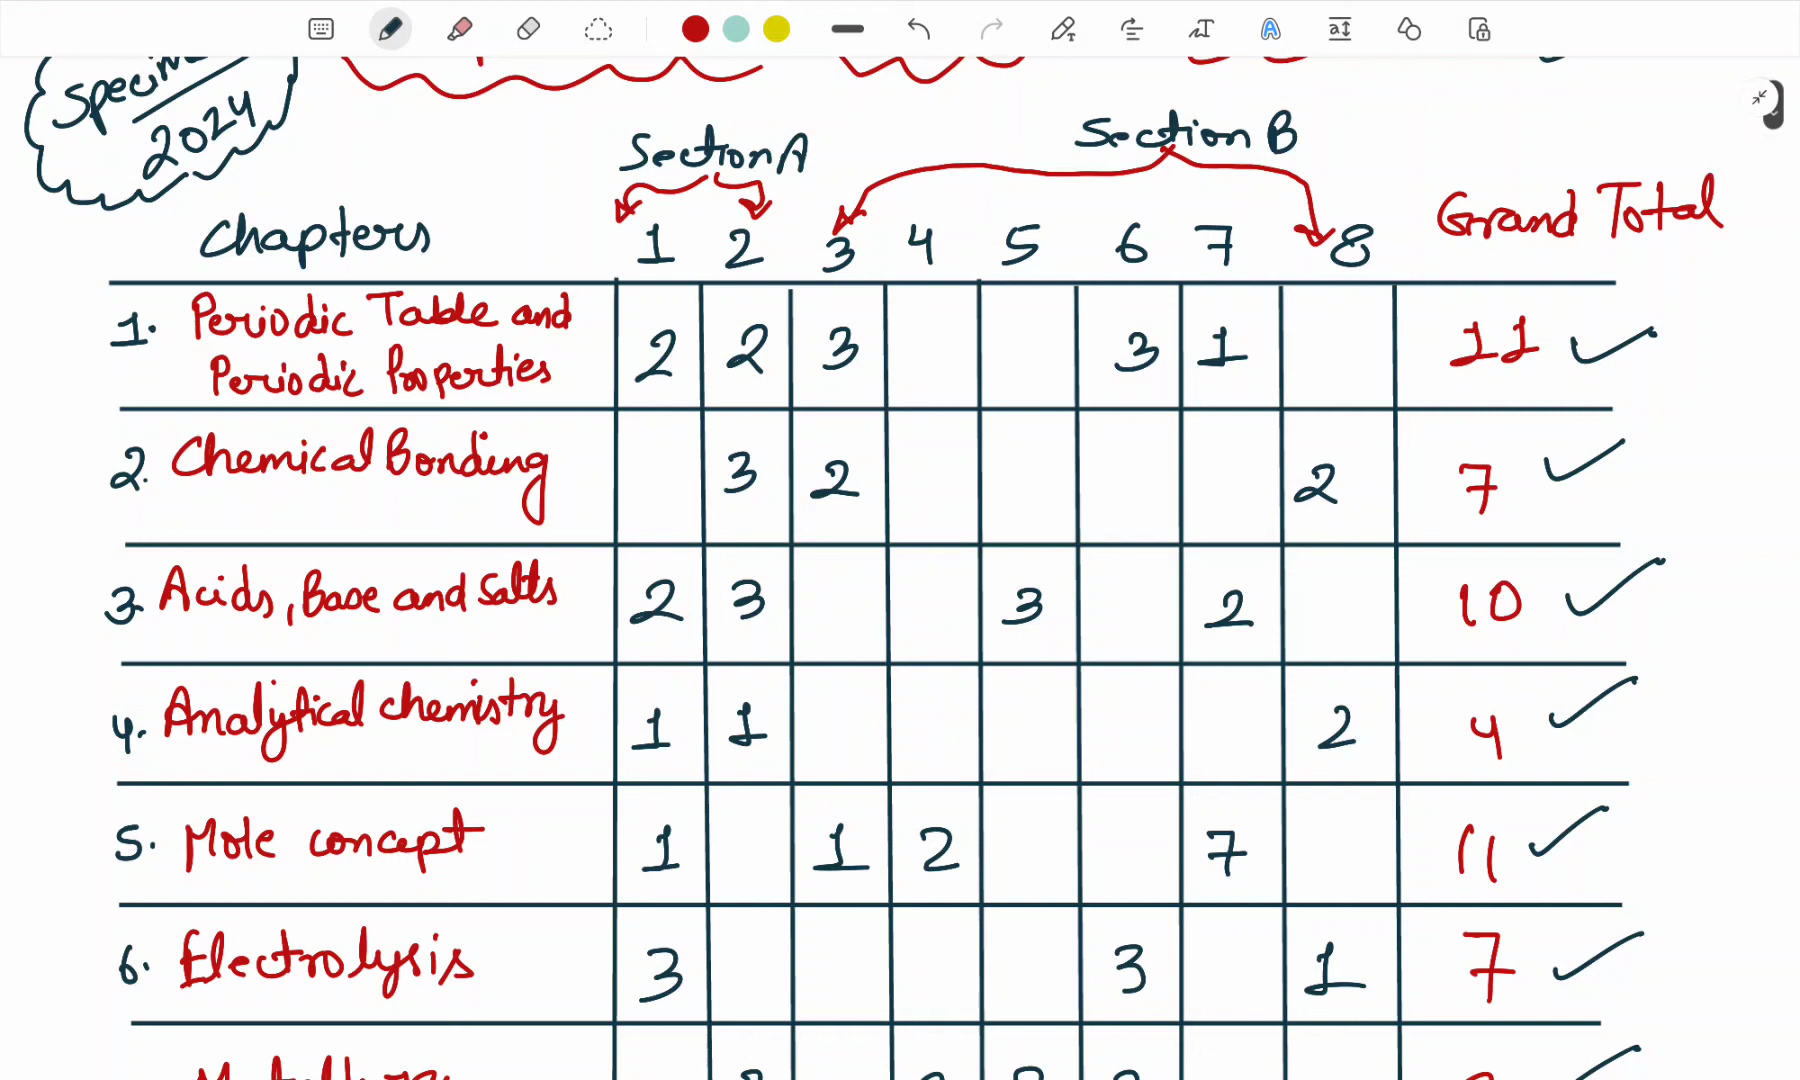 2024
Section A Section B
Chapters 1 2 3 4 5 6 7 8 Grand Total
1. Periodic Table and
Periodic Properties 2 2 3 3 1 11
2. Chemical Bonding 3 2 2 7
3. Acids, Base and Salts 2 3 3 2 10
4. Analytical chemistry 1 1 2 4
5. Mole concept 1 1 2 7 11
6. Electrolysis 3 3 1 7